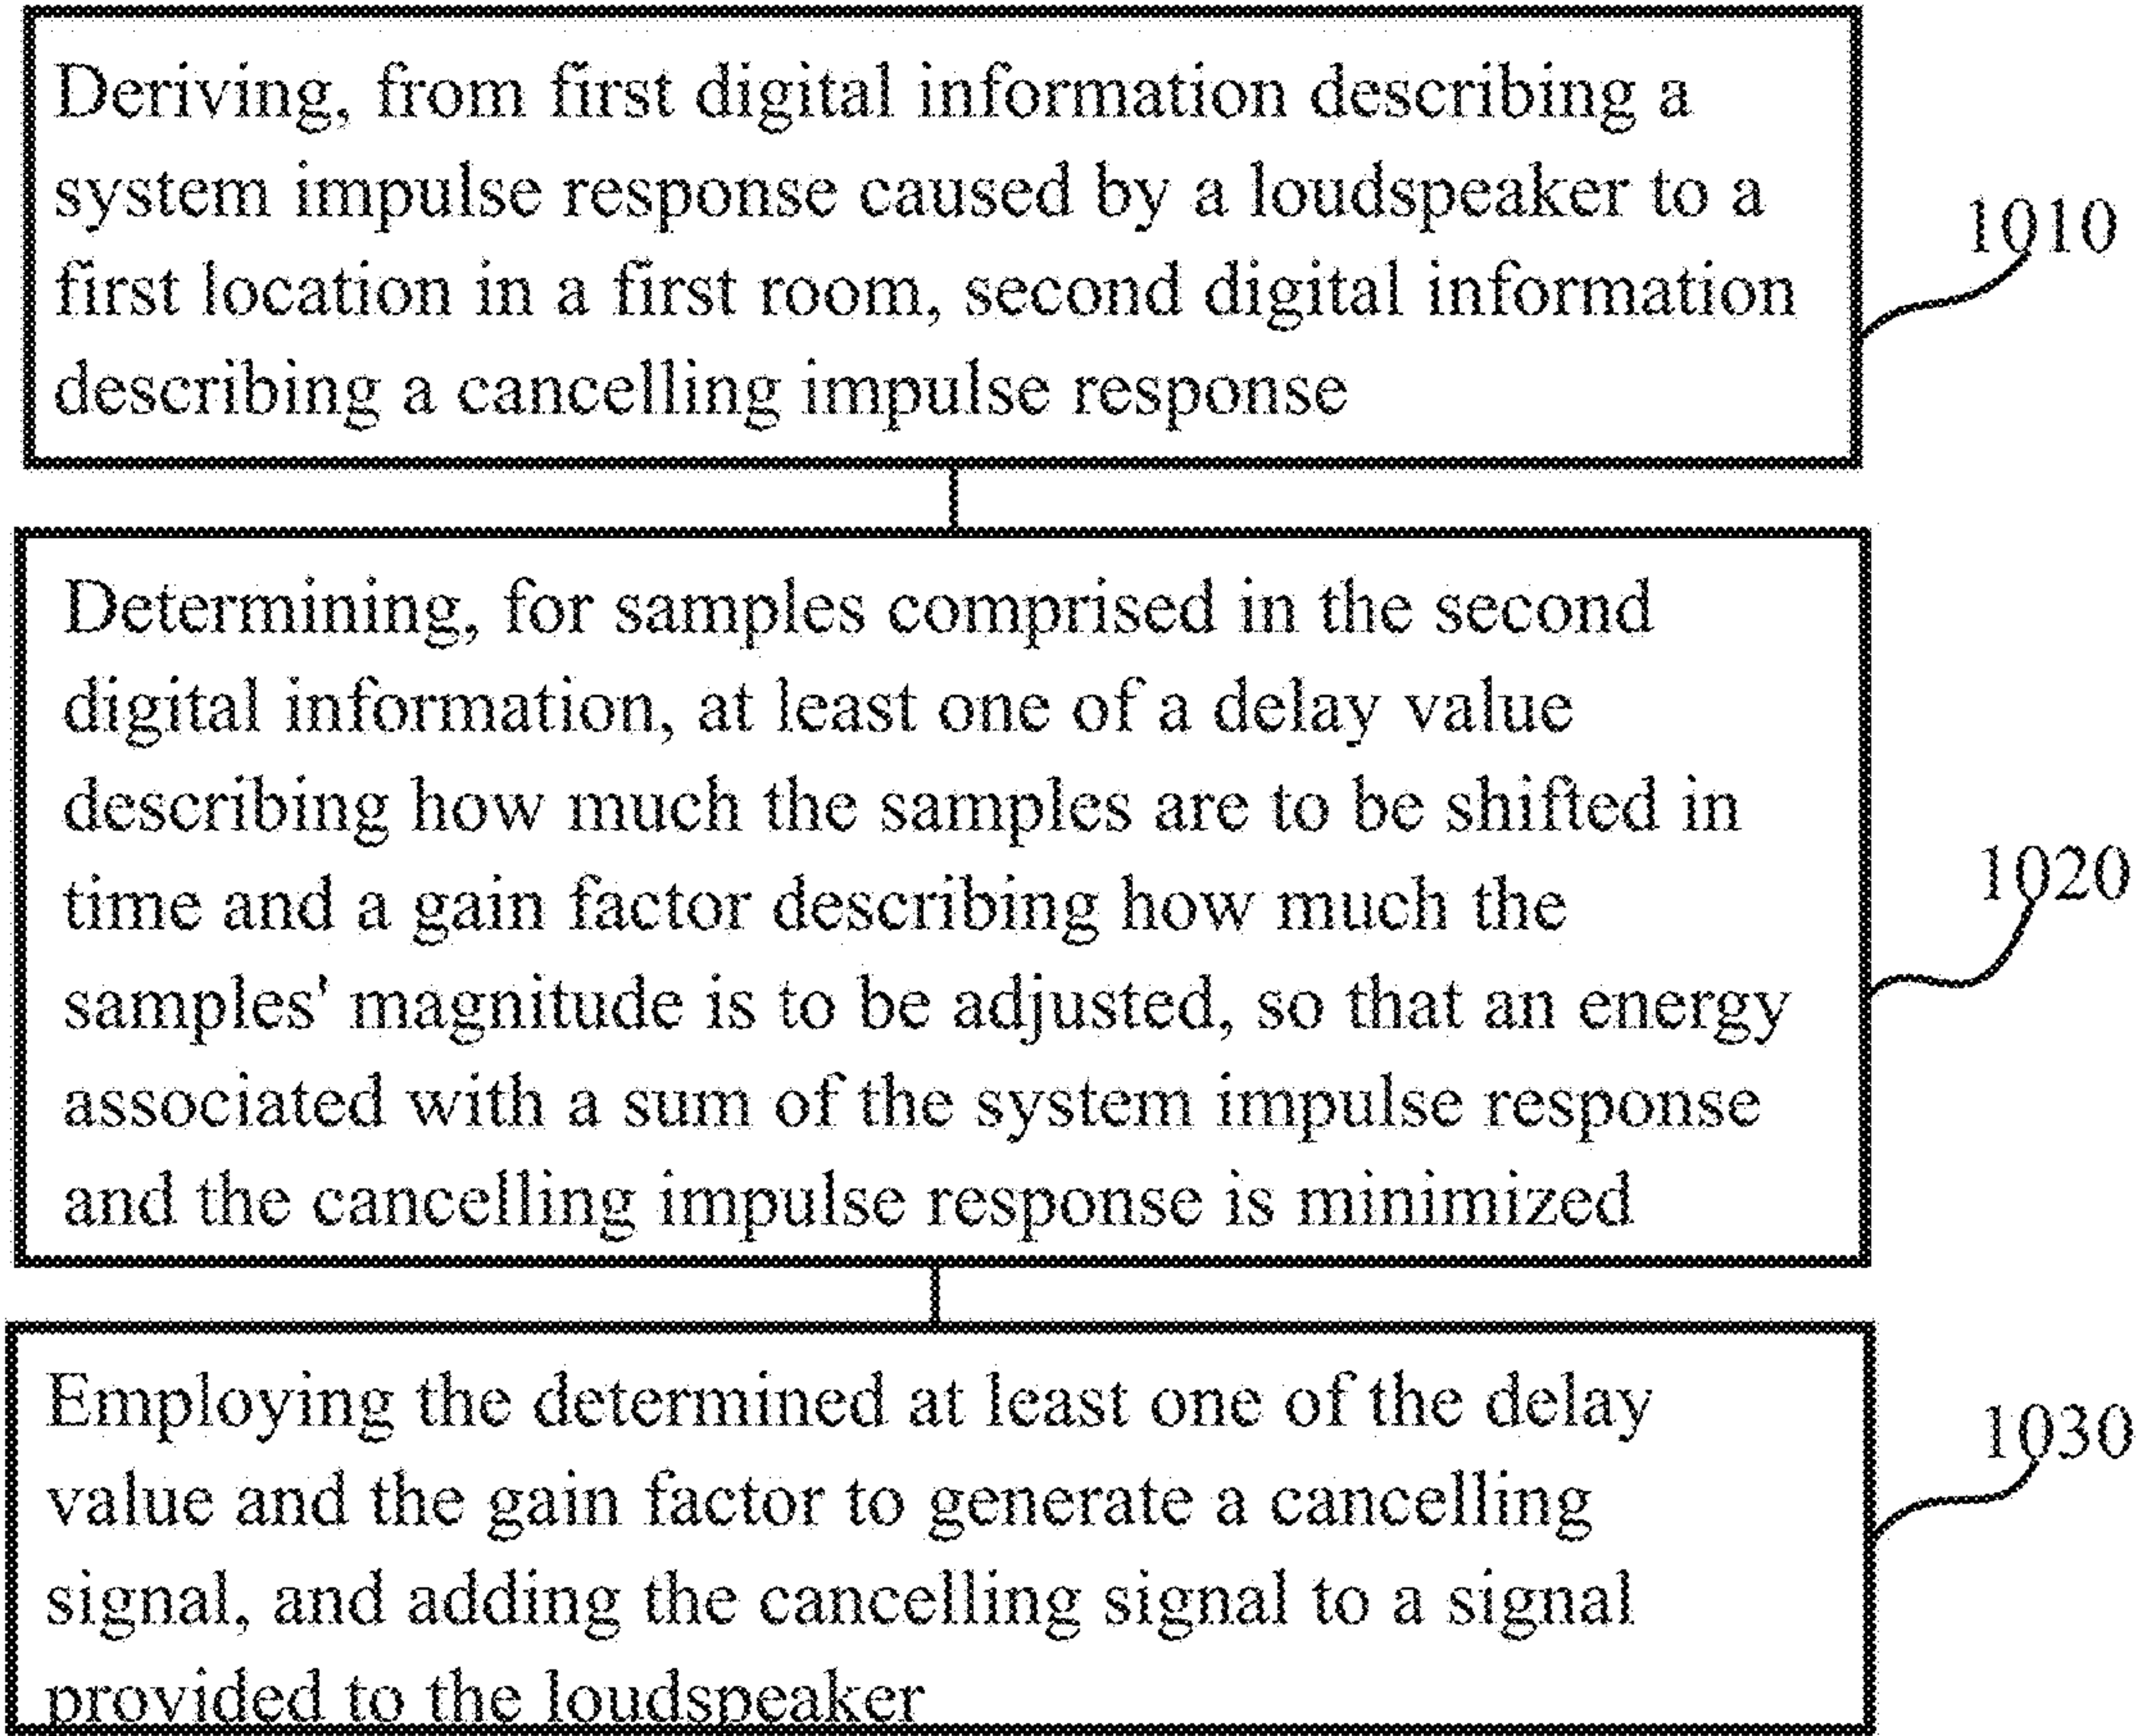 Deriving, from first digital information describing a
system impulse response caused by a loudspeaker to a
first location in a first room, second digital information
describing a cancelling impulse response
1010
Determining, for samples comprised in the second
digital information, at least one of a delay value
describing how much the samples are to be shifted in
time and a gain factor describing how much the
samples' magnitude is to be adjusted, so that an energy
associated with a sum of the system impulse response
and the cancelling impulse response is minimized
1020
Employing the determined at least one of the delay
value and the gain factor to generate a cancelling
signal, and adding the cancelling signal to a signal
provided to the loudspeaker
1030